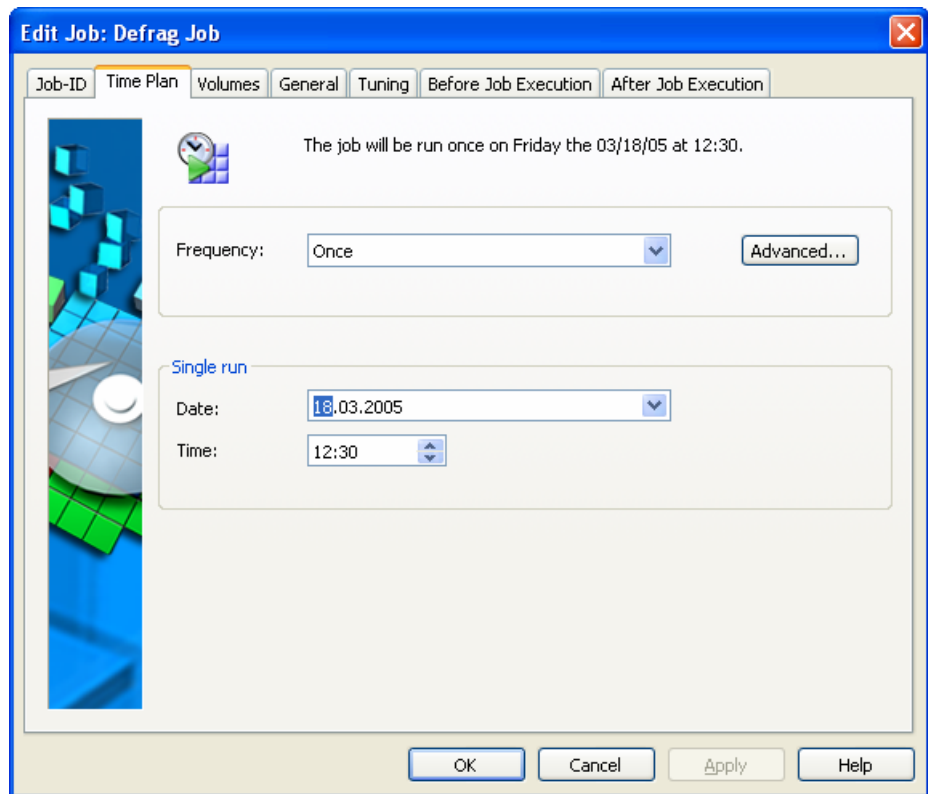 Edit Job: Defrag Job
Job-ID Time Plan Volumes General Tuning Before Job Execution After Job Execution
The job will be run once on Friday the 03/18/05 at 12:30.
Frequency: Once Advanced...
Single run
Date: 18.03.2005
Time: 12:30
OK Cancel Apply Help